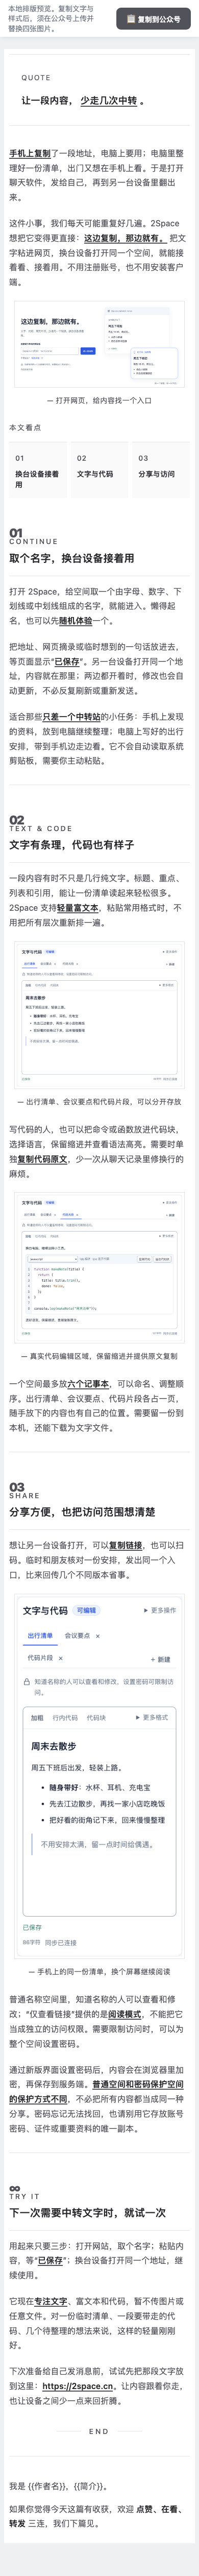 本地排版预览。复制文字与
样式后，须在公众号上传并
替换四张图片。
复制到公众号
QUOTE
让一段内容，少走几次中转。
手机上复制了一段地址，电脑上要用；电脑里整
理好一份清单，出门又想在手机上看。于是打开
聊天软件，发给自己，再到另一台设备里翻出
来。
这件小事，我们每天可能重复好几遍。2Space
想把它变得更直接：这边复制，那边就有。把文
字粘进网页，换台设备打开同一个空间，就能接
着看、接着用。不用注册账号，也不用安装客户
端。
这边复制，那边就有。
— 打开网页，给内容找一个入口
本文看点
01
换台设备接着
用
02
文字与代码
03
分享与访问
01
CONTINUE
取个名字，换台设备接着用
打开 2Space，给空间取一个由字母、数字、下
划线或中划线组成的名字，就能进入。懒得起
名，也可以先随机体验一个。
把地址、网页摘录或临时想到的一句话放进去，
等页面显示“已保存”。另一台设备打开同一个地
址，内容就在那里；两边都开着时，修改也会自
动更新，不必反复刷新或重新发送。
适合那些只差一个中转站的小任务：手机上发现
的资料，放到电脑继续整理；电脑上写好的出行
安排，带到手机边走边看。它不会自动读取系统
剪贴板，需要你主动粘贴。
02
TEXT & CODE
文字有条理，代码也有样子
一段内容有时不只是几行纯文字。标题、重点、
列表和引用，能让一份清单读起来轻松很多。
2Space 支持轻量富文本，粘贴常用格式时，不
用把所有层次重新排一遍。
文字与代码
周末去散步
— 出行清单、会议要点和代码片段，可以分开存放
写代码的人，也可以把命令或函数放进代码块，
选择语言，保留缩进并查看语法高亮。需要时单
独复制代码原文，少一次从聊天记录里修换行的
麻烦。
文字与代码
— 真实代码编辑区域，保留缩进并提供原文复制
一个空间最多放六个记事本，可以命名、调整顺
序。出行清单、会议要点、代码片段各占一页，
随手放下的内容也有自己的位置。需要留一份到
本机，还能下载为文字文件。
03
SHARE
分享方便，也把访问范围想清楚
想让另一台设备打开，可以复制链接，也可以扫
码。临时和朋友核对一份安排，发出同一个入
口，比来回传几个不同版本省事。
文字与代码 可编辑 ▶ 更多操作
出行清单 会议要点 ×
代码片段 × ＋ 新建
知道名称的人可以查看和修改，设置密码可限制访
问。
加粗 行内代码 代码块 ▶ 更多格式
周末去散步
周五下班后出发，轻装上路。
• 随身带好：水杯、耳机、充电宝
• 先去江边散步，再找一家小店吃晚饭
• 把好看的街角记下来，回来慢慢整理
不用安排太满，留一点时间给偶遇。
已保存
同步已连接
— 手机上的同一份清单，换个屏幕继续阅读
普通名称空间里，知道名称的人可以查看和修
改；“仅查看链接”提供的是阅读模式，不能把它
当成独立的访问权限。需要限制访问时，可以为
整个空间设置密码。
通过新版界面设置密码后，内容会在浏览器里加
密，再保存到服务端。普通空间和密码保护空间
的保护方式不同，不必把所有内容都当成同一种
分享。密码忘记无法找回，也请别用它存放账号
密码、证件或重要资料的唯一副本。
∞
TRY IT
下一次需要中转文字时，就试一次
用起来只要三步：打开网站，取个名字；粘贴内
容，等“已保存”；换台设备打开同一个地址，继
续使用。
它现在专注文字、富文本和代码，暂不传图片或
任意文件。对一份临时清单、一段要带走的代
码、几个待整理的想法来说，这样的轻量刚刚
好。
下次准备给自己发消息前，试试先把那段文字放
到这里：https://2space.cn。让内容跟着你走，
也让设备之间少一点来回折腾。
END
我是 {{作者名}}，{{简介}}。
如果你觉得今天这篇有收获，欢迎 点赞、在看、
转发 三连，我们下篇见。